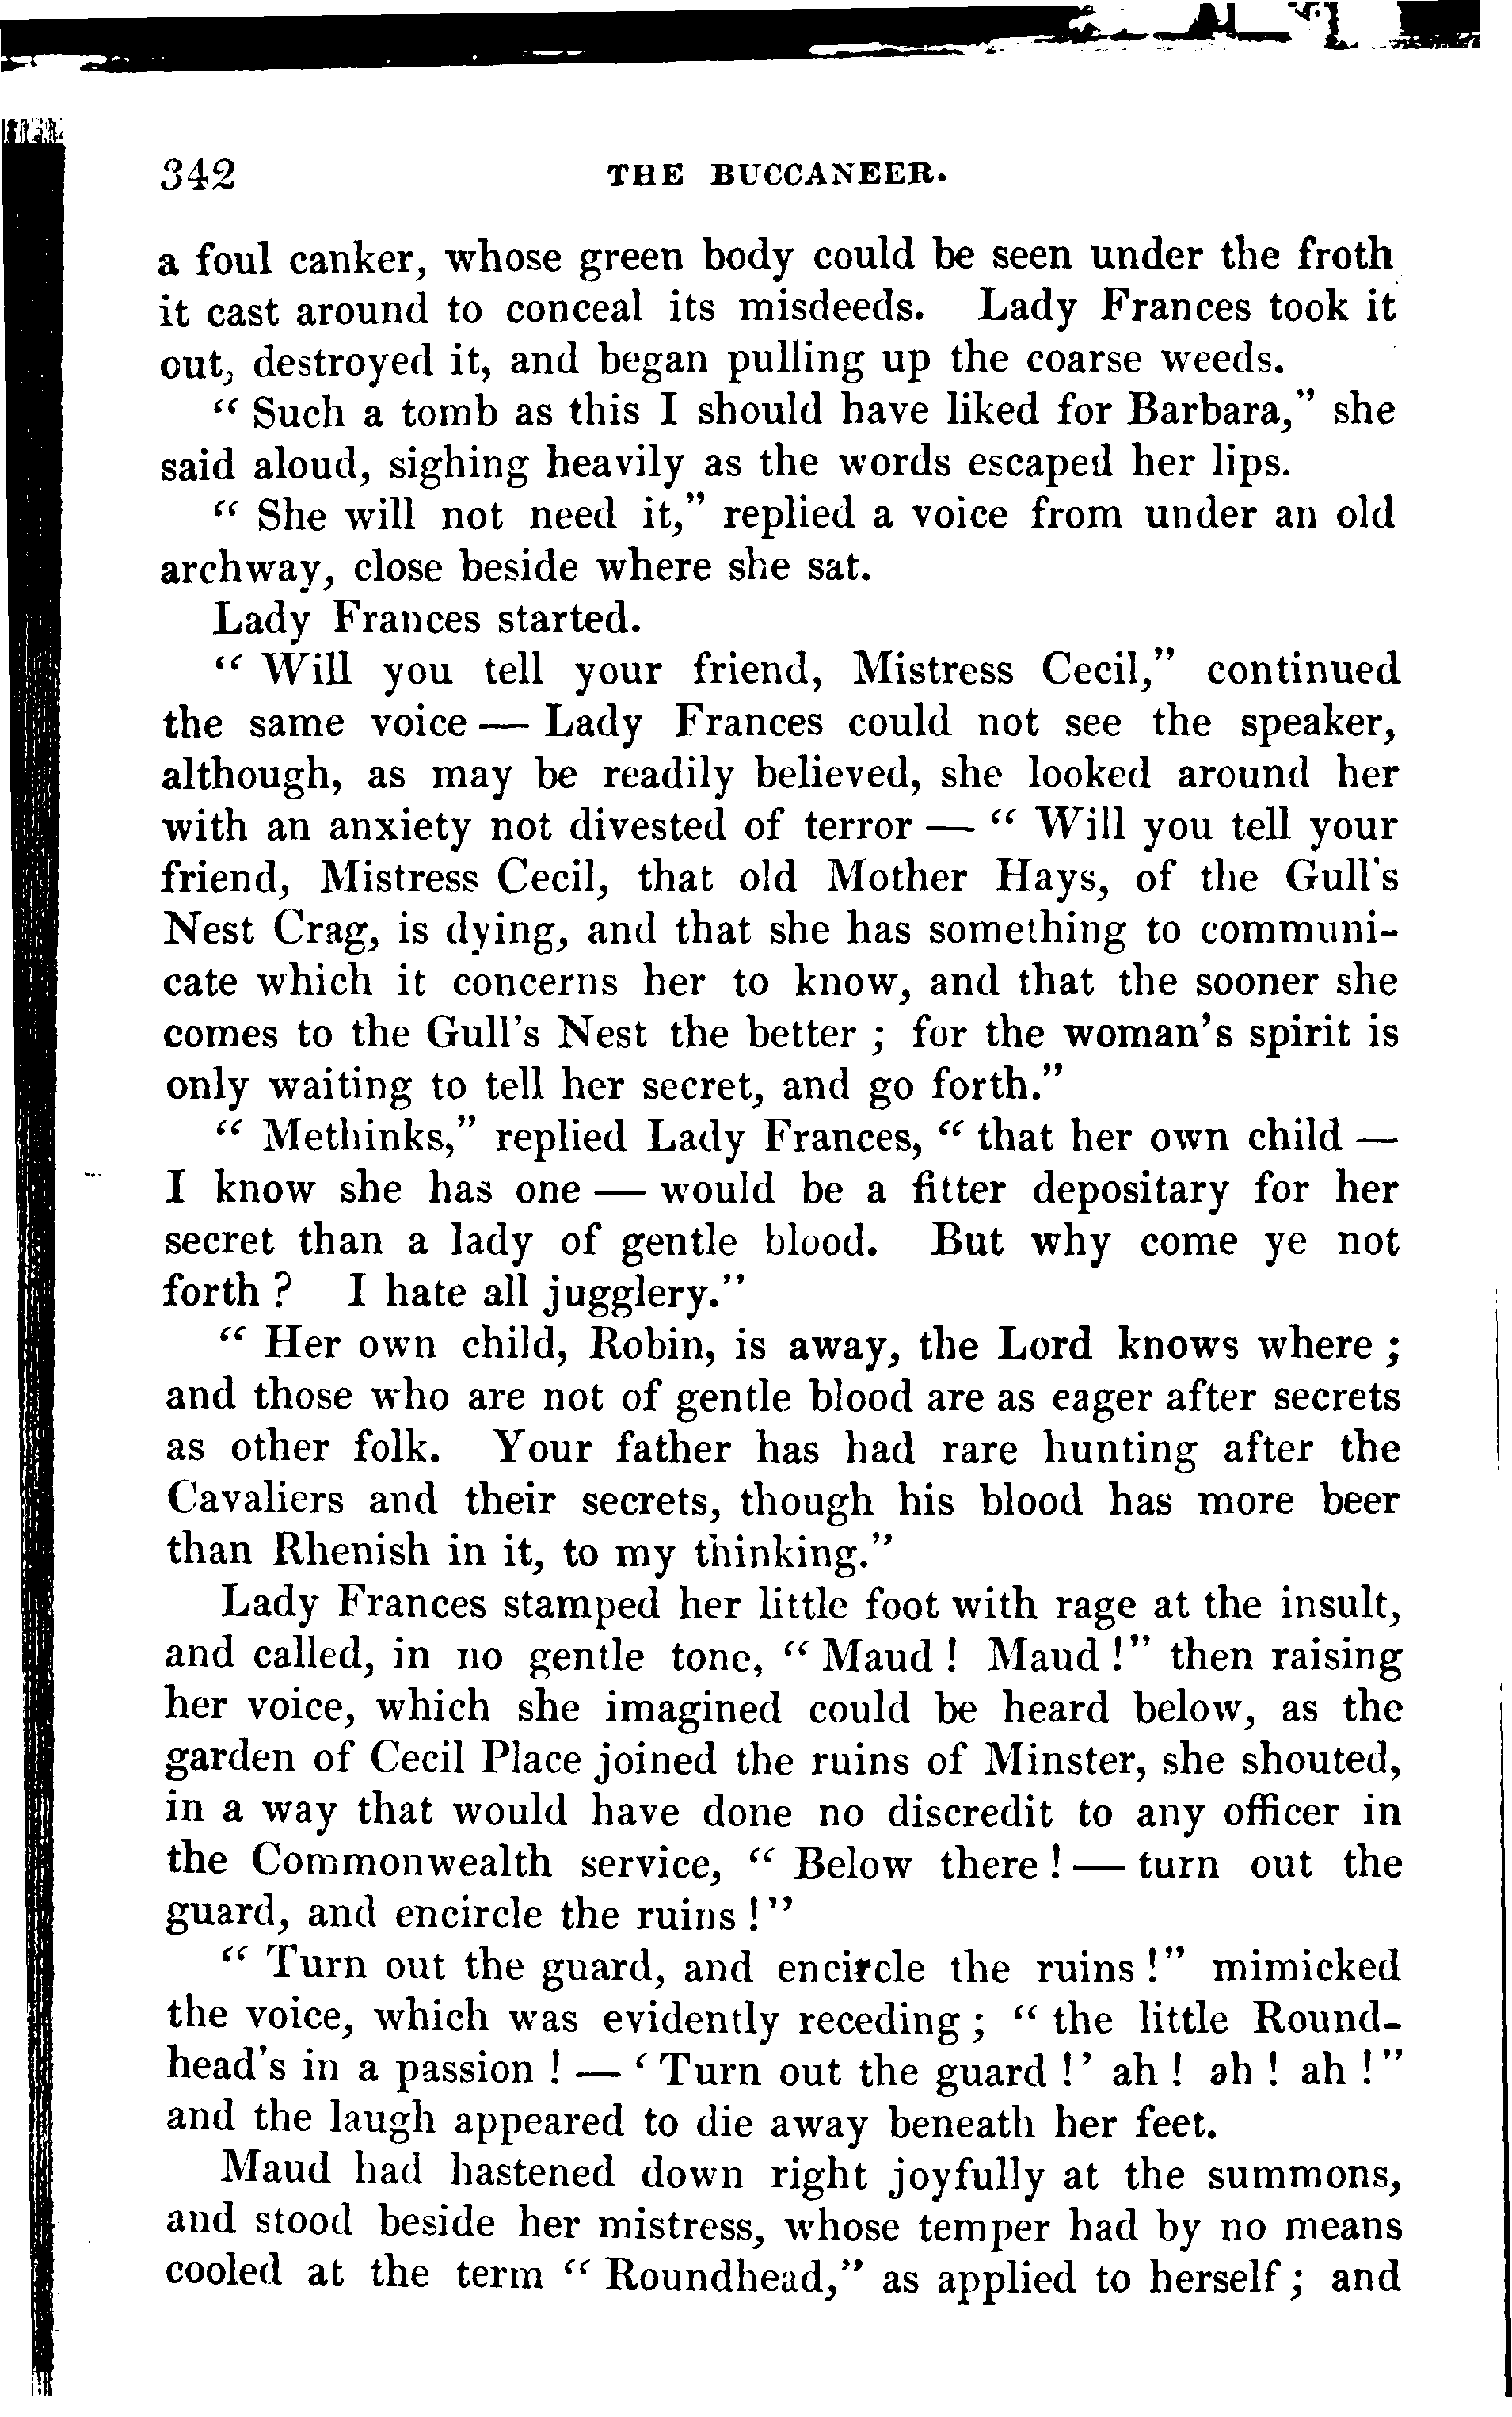 342 THE BUCCANEER.
a foul canker, whose green body could be seen under the froth
it cast around to conceal its misdeeds. Lady Frances took it
out, destroyed it, and began pulling up the coarse weeds.
“ Such a tomb as this I should have liked for Barbara,” she
said aloud, sighing heavily as the words escaped her lips.
“ She will not need it,” replied a voice from under an old
archway, close beside where she sat.
Lady Frances started.
“ Will you tell your friend, Mistress Cecil,” continued
the same voice — Lady Frances could not see the speaker,
although, as may be readily believed, she looked around her
with an anxiety not divested of terror — “ Will you tell your
friend, Mistress Cecil, that old Mother Hays, of the Gull's
Nest Crag, is dying, and that she has something to communi-
cate which it concerns her to know, and that the sooner she
comes to the Gull's Nest the better ; for the woman's spirit is
only waiting to tell her secret, and go forth.”
“ Methinks,” replied Lady Frances, “ that her own child —
I know she has one — would be a fitter depositary for her
secret than a lady of gentle blood. But why come ye not
forth ? I hate all jugglery.”
“ Her own child, Robin, is away, the Lord knows where ;
and those who are not of gentle blood are as eager after secrets
as other folk. Your father has had rare hunting after the
Cavaliers and their secrets, though his blood has more beer
than Rhenish in it, to my thinking.”
Lady Frances stamped her little foot with rage at the insult,
and called, in no gentle tone, “ Maud ! Maud !” then raising
her voice, which she imagined could be heard below, as the
garden of Cecil Place joined the ruins of Minster, she shouted,
in a way that would have done no discredit to any officer in
the Commonwealth service, “ Below there ! — turn out the
guard, and encircle the ruins !”
“ Turn out the guard, and encircle the ruins !” mimicked
the voice, which was evidently receding ; “ the little Round-
head's in a passion ! — ‘ Turn out the guard !’ ah ! ah ! ah !”
and the laugh appeared to die away beneath her feet.
Maud had hastened down right joyfully at the summons,
and stood beside her mistress, whose temper had by no means
cooled at the term “ Roundhead,” as applied to herself ; and